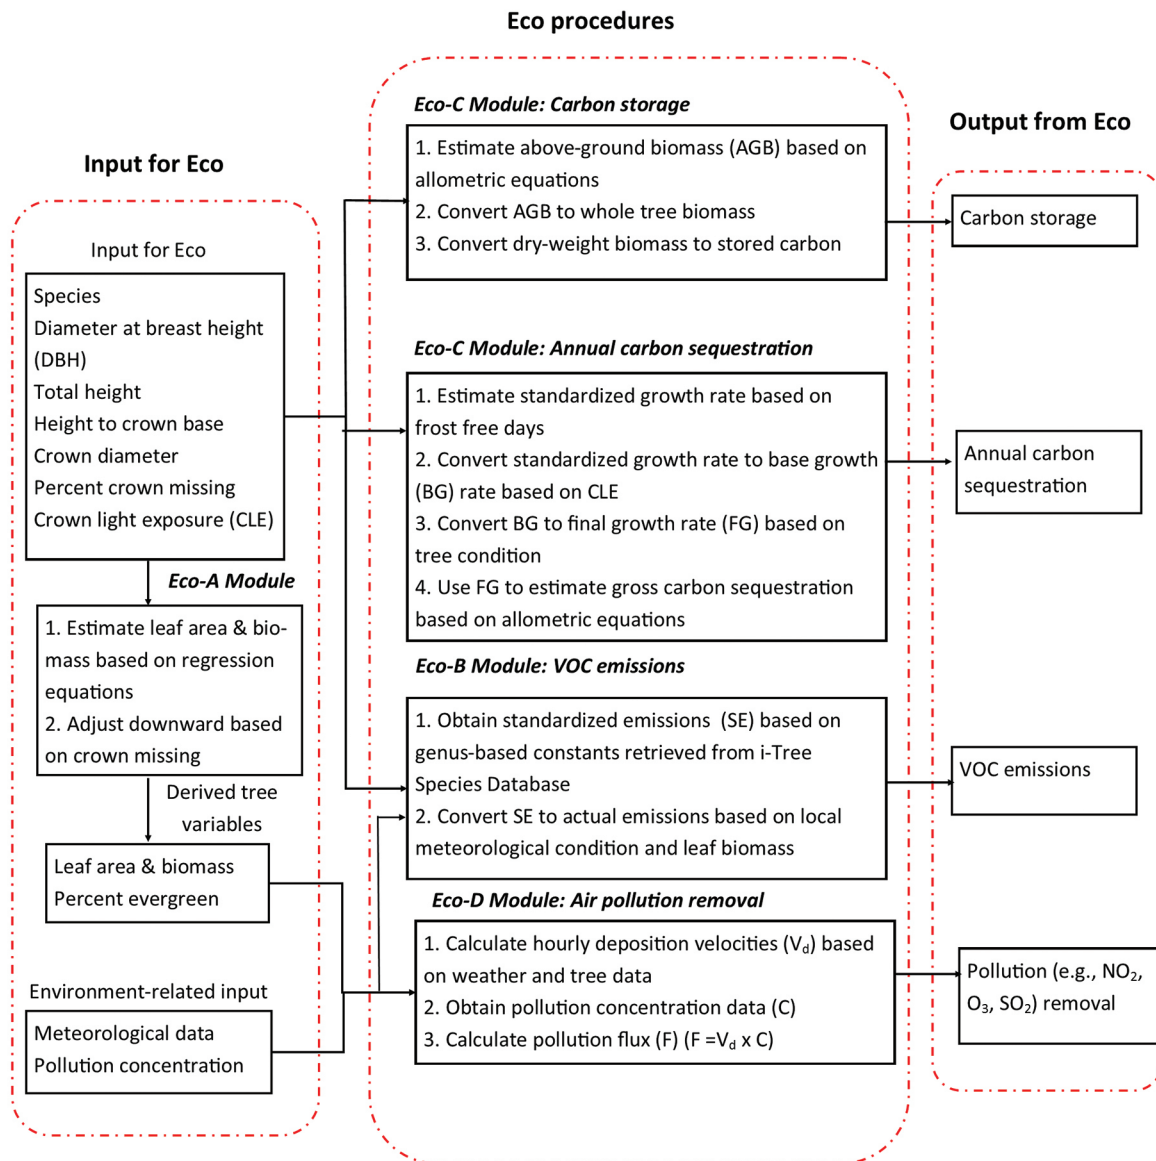 Eco procedures
Input for Eco
Input for Eco
Species
Diameter at breast height
(DBH)
Total height
Height to crown base
Crown diameter
Percent crown missing
Crown light exposure (CLE)
Eco-A Module
1. Estimate leaf area & bio-
mass based on regression
equations
2. Adjust downward based
on crown missing
Derived tree
variables
Leaf area & biomass
Percent evergreen
Environment-related input
Meteorological data
Pollution concentration
Eco-C Module: Carbon storage
1. Estimate above-ground biomass (AGB) based on
allometric equations
2. Convert AGB to whole tree biomass
3. Convert dry-weight biomass to stored carbon
Eco-C Module: Annual carbon sequestration
1. Estimate standardized growth rate based on
frost free days
2. Convert standardized growth rate to base growth
(BG) rate based on CLE
3. Convert BG to final growth rate (FG) based on
tree condition
4. Use FG to estimate gross carbon sequestration
based on allometric equations
Eco-B Module: VOC emissions
1. Obtain standardized emissions (SE) based on
genus-based constants retrieved from i-Tree
Species Database
2. Convert SE to actual emissions based on local
meteorological condition and leaf biomass
Eco-D Module: Air pollution removal
1. Calculate hourly deposition velocities (V_d) based
on weather and tree data
2. Obtain pollution concentration data (C)
3. Calculate pollution flux (F) (F =V_d x C)
Output from Eco
Carbon storage
Annual carbon
sequestration
VOC emissions
Pollution (e.g., NO₂,
O₃, SO₂) removal